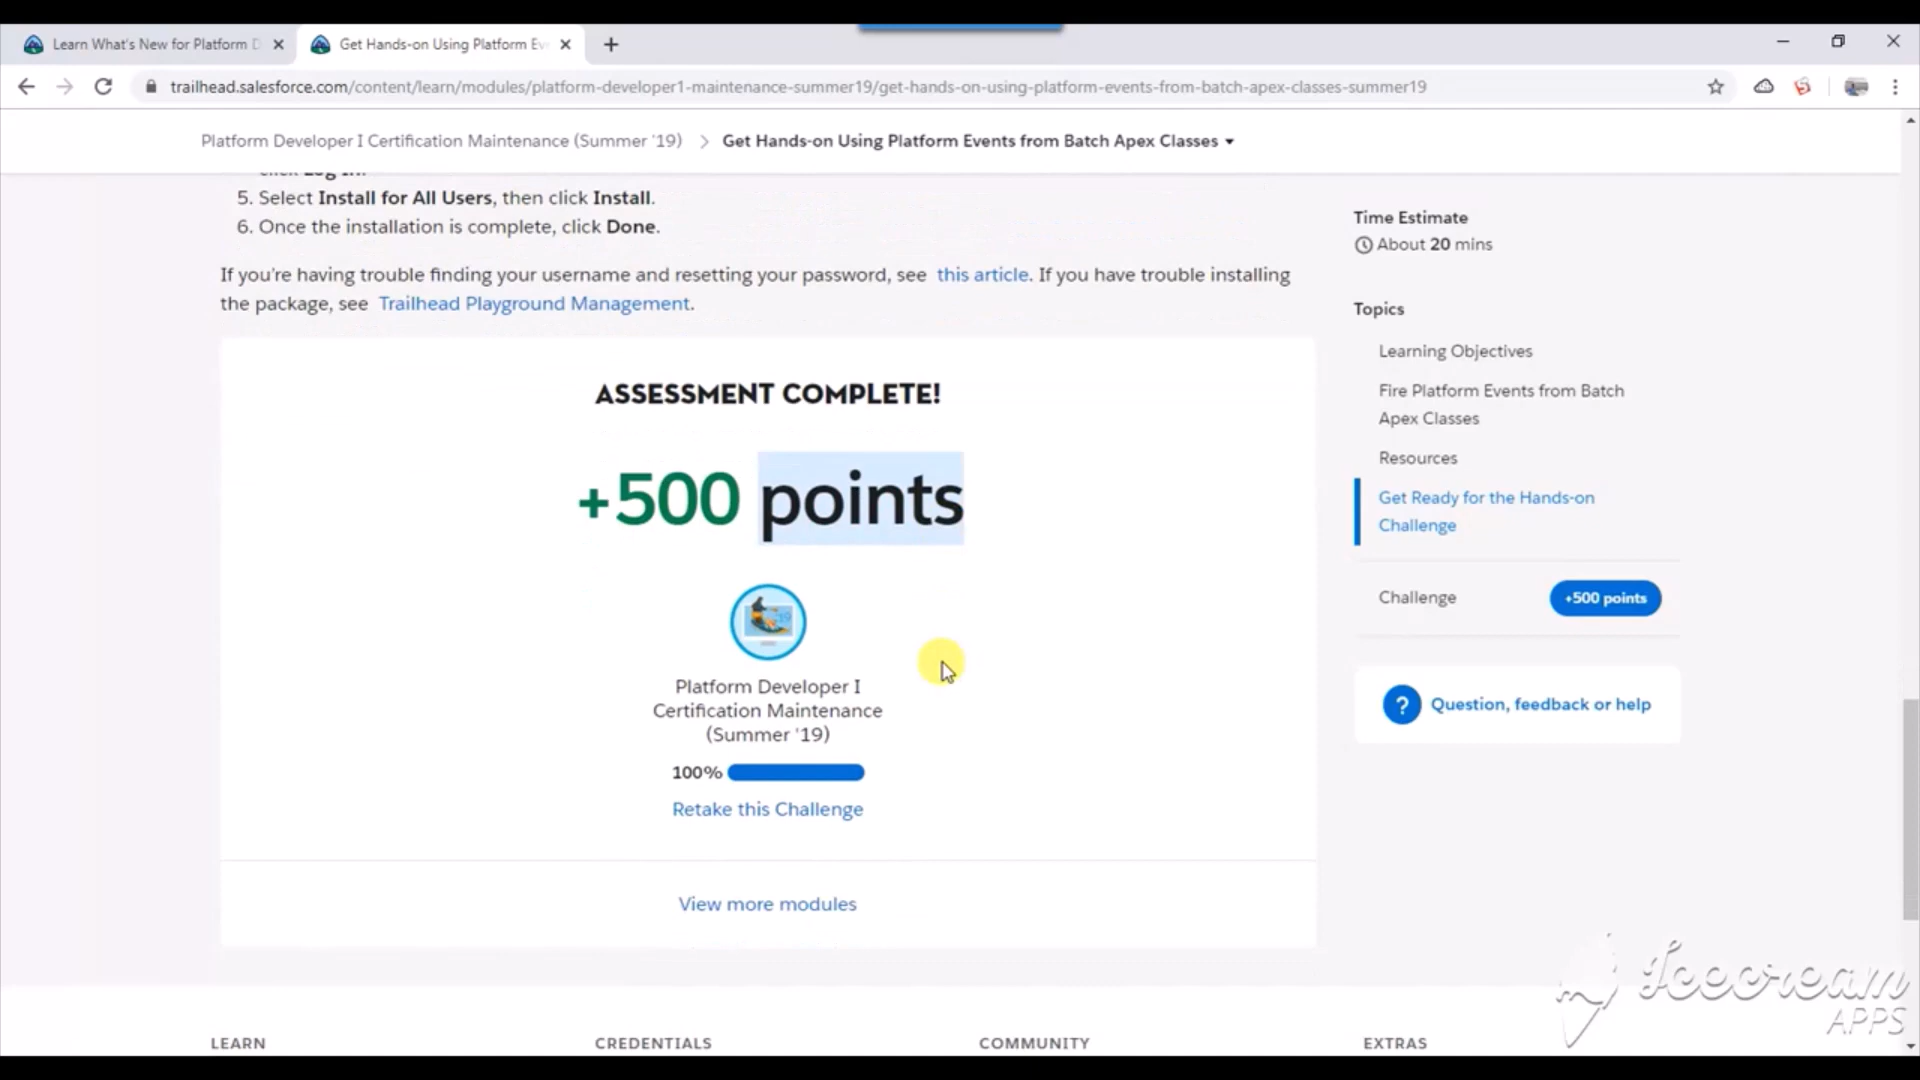 Learn What's New for Platform D
Get Hands-on Using Platform Eve
trailhead.salesforce.com/content/learn/modules/platform-developer1-maintenance-summer19/get-hands-on-using-platform-events-from-batch-apex-classes-summer19
Platform Developer I Certification Maintenance (Summer '19) > Get Hands-on Using Platform Events from Batch Apex Classes
click Log In.
5. Select Install for All Users, then click Install.
6. Once the installation is complete, click Done.
If you're having trouble finding your username and resetting your password, see this article. If you have trouble installing
the package, see Trailhead Playground Management.
ASSESSMENT COMPLETE!
+500 points
Platform Developer I
Certification Maintenance
(Summer '19)
100%
Retake this Challenge
View more modules
Time Estimate
About 20 mins
Topics
Learning Objectives
Fire Platform Events from Batch
Apex Classes
Resources
Get Ready for the Hands-on
Challenge
Challenge +500 points
? Question, feedback or help
LEARN CREDENTIALS COMMUNITY EXTRAS
Icecream
APPS